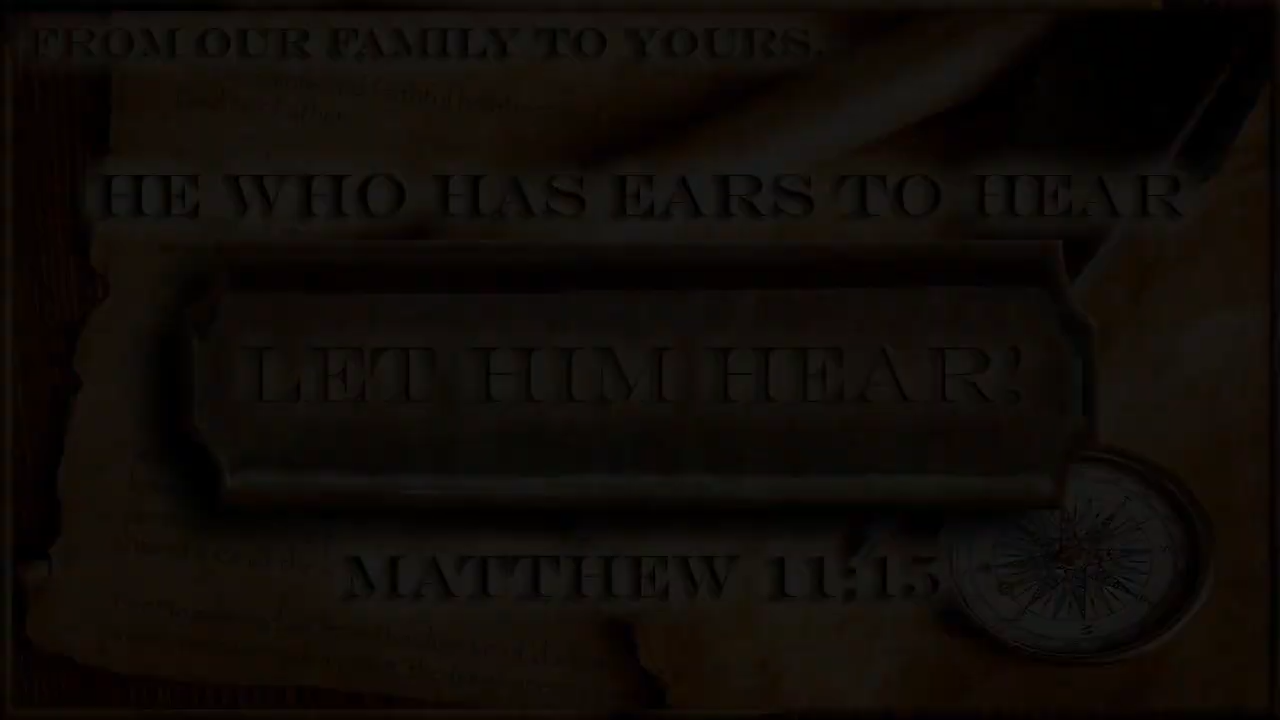 FROM OUR FAMILY TO YOURS.
HE WHO HAS EARS TO HEAR
LET HIM HEAR!
MATTHEW 11:15